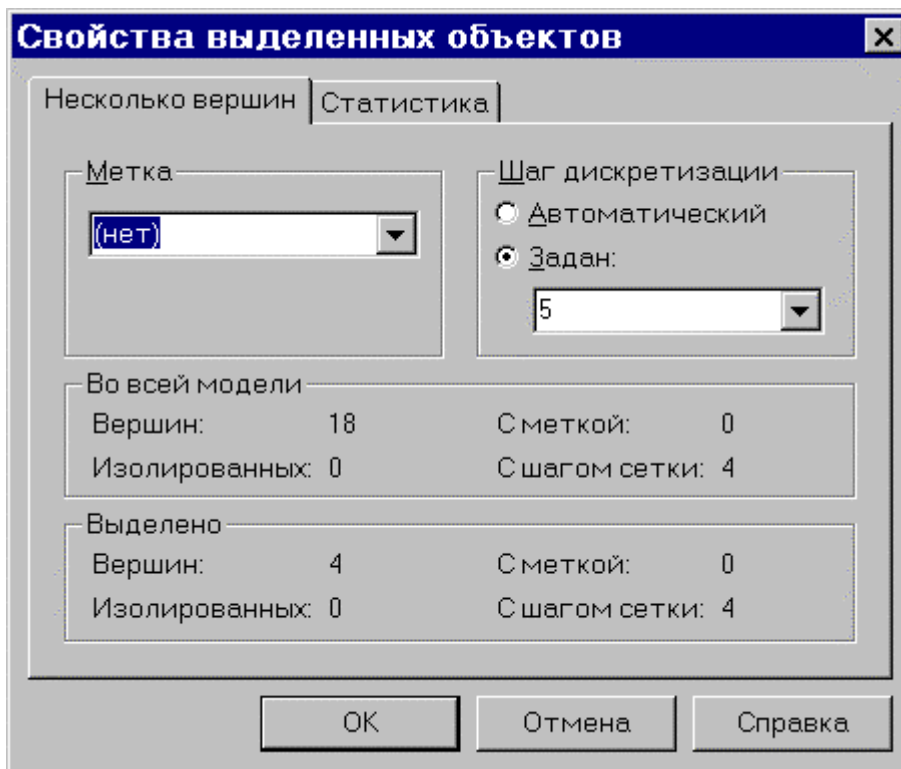 Свойства выделенных объектов
Несколько вершин Статистика
Метка
(нет)
Шаг дискретизации
Автоматический
Задан:
5
Во всей модели
Вершин: 18 С меткой: 0
Изолированных: 0 С шагом сетки: 4
Выделено
Вершин: 4 С меткой: 0
Изолированных: 0 С шагом сетки: 4
OK Отмена Справка